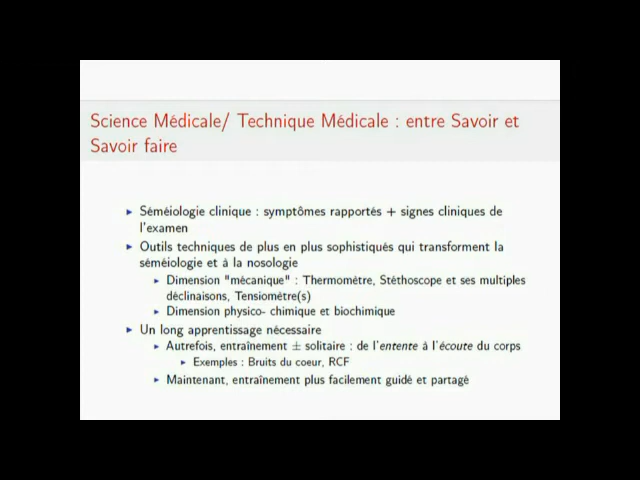 Science Médicale/ Technique Médicale : entre Savoir et
Savoir faire
Séméiologie clinique : symptômes rapportés + signes cliniques de
l'examen
Outils techniques de plus en plus sophistiqués qui transforment la
séméiologie et à la nosologie
Dimension "mécanique" : Thermomètre, Stéthoscope et ses multiples
déclinaisons, Tensiomètre(s)
Dimension physico- chimique et biochimique
Un long apprentissage nécessaire
Autrefois, entraînement ± solitaire : de l'entente à l'écoute du corps
Exemples : Bruits du coeur, RCF
Maintenant, entraînement plus facilement guidé et partagé